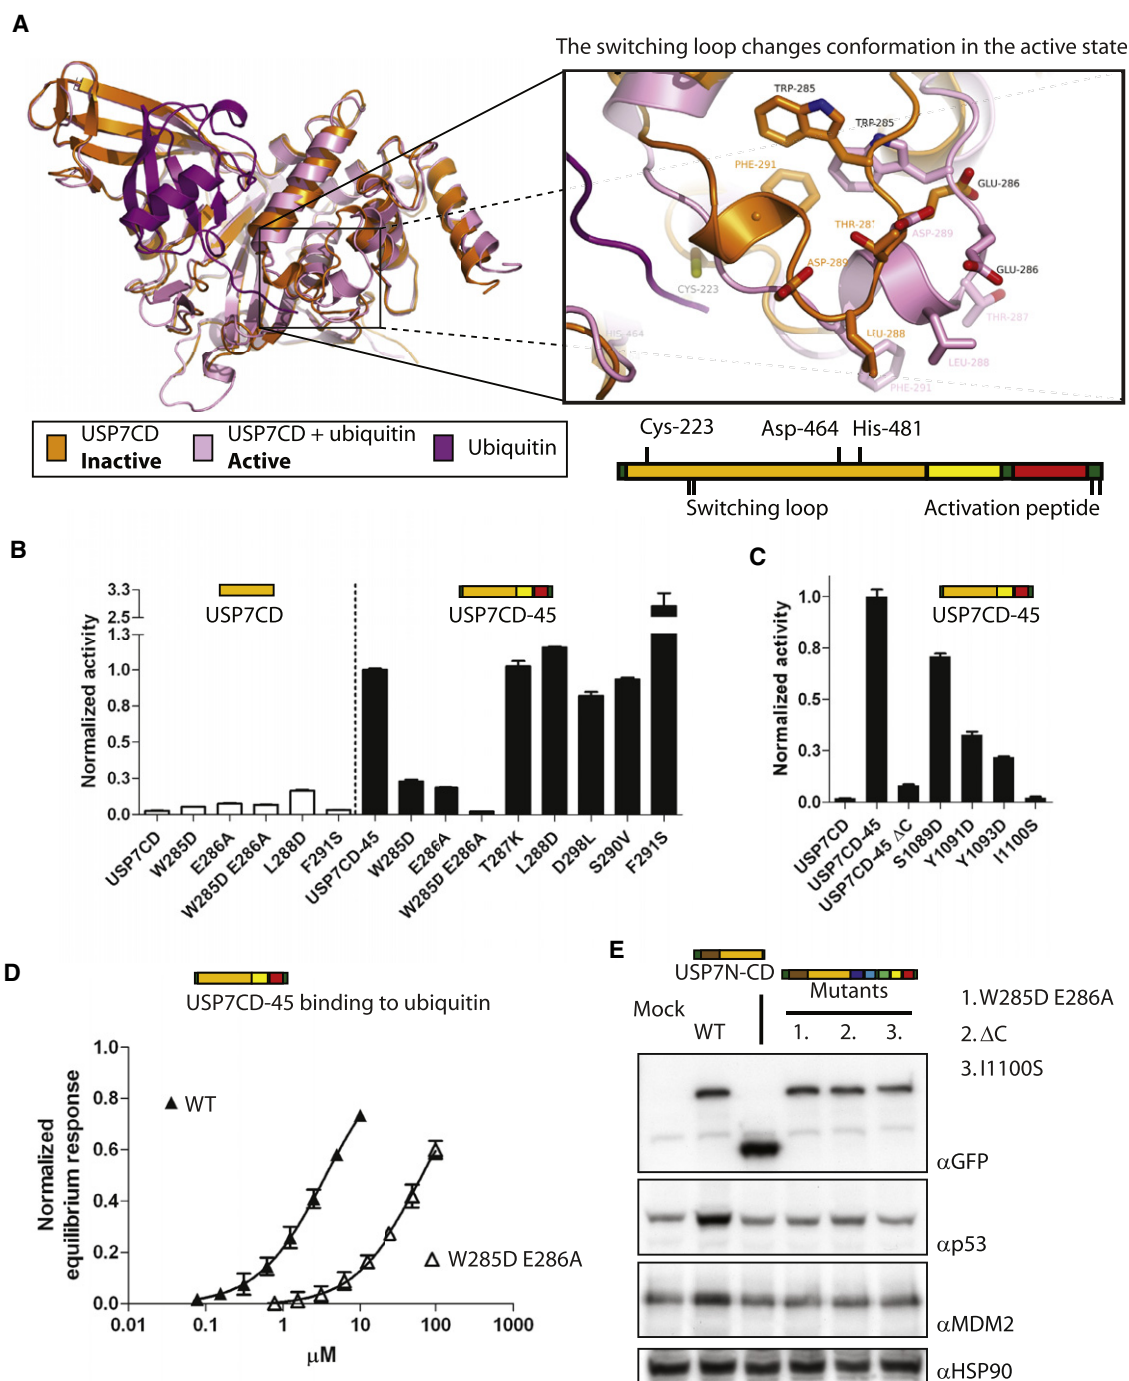 A
The switching loop changes conformation in the active state
TRP-285
TRP-285
PHE-291
GLU-286
ASP-289
ASP-289
GLU-286
CYS-223
THR-287
HIS-464
LEU-288
LEU-288
PHE-291
USP7CD
Inactive
USP7CD + ubiquitin
Active
Ubiquitin
Cys-223 Asp-464 His-481
Switching loop Activation peptide
B
Normalized activity
3.3
2.5
1.3
1.0
0.8
0.5
0.3
0.0
USP7CD
USP7CD-45
USP7CD
W285D
E286A
W285D E286A
L288D
F291S
USP7CD-45
W285D
E286A
W285D E286A
T287K
L288D
D298L
S290V
F291S
C
Normalized activity
1.0
0.8
0.5
0.3
0.0
USP7CD-45
USP7CD
USP7CD-45
USP7CD-45 ΔC
S1089D
Y1091D
Y1093D
I1100S
D
USP7CD-45 binding to ubiquitin
Normalized
equilibrium response
1.0
0.8
0.6
0.4
0.2
0.0
WT
W285D E286A
0.01 0.1 1 10 100 1000
μM
E
USP7N-CD
Mutants
Mock
WT
1. 2. 3.
1. W285D E286A
2. ΔC
3. I1100S
αGFP
αp53
αMDM2
αHSP90